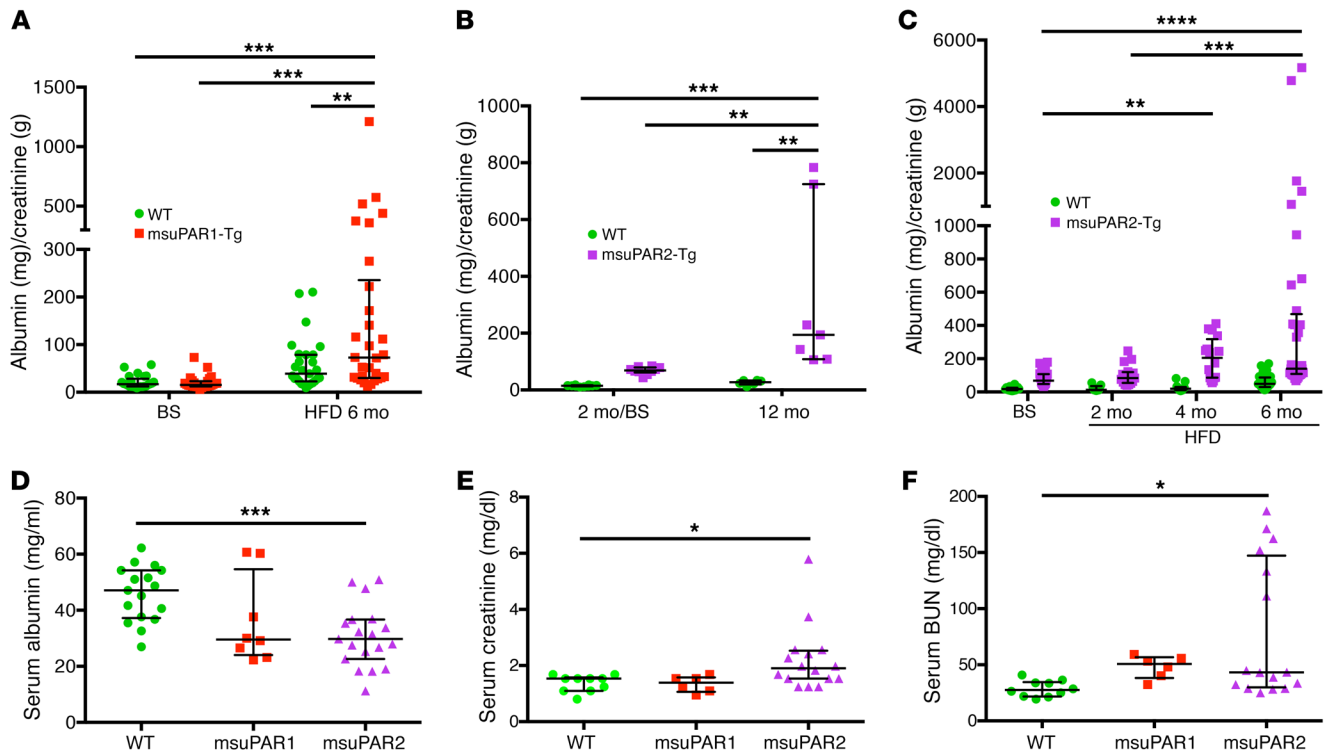 A
***
***
**
Albumin (mg)/creatinine (g)
1500
1000
500
300
200
100
0
WT
msuPAR1-Tg
BS
HFD 6 mo
B
***
**
**
Albumin (mg)/creatinine (g)
1000
800
600
400
200
0
WT
msuPAR2-Tg
2 mo/BS
12 mo
C
****
***
**
Albumin (mg)/creatinine (g)
6000
4000
2000
1000
800
600
400
200
0
WT
msuPAR2-Tg
BS
2 mo
4 mo
6 mo
HFD
D
***
Serum albumin (mg/ml)
80
60
40
20
0
WT
msuPAR1
msuPAR2
E
*
Serum creatinine (mg/dl)
8
6
4
2
0
WT
msuPAR1
msuPAR2
F
*
Serum BUN (mg/dl)
200
150
100
50
0
WT
msuPAR1
msuPAR2